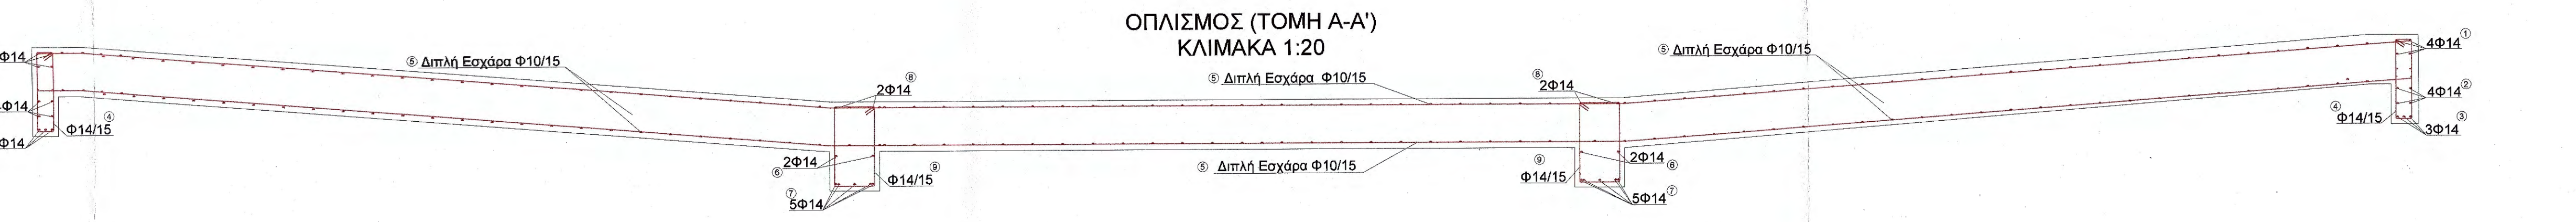 ΟΠΛΙΣΜΟΣ (ΤΟΜΗ Α-Α')
ΚΛΙΜΑΚΑ 1:20
Φ14
Φ14
Φ14
④
Φ14/15
⑤ Διπλή Εσχάρα Φ10/15
⑧
2Φ14
2Φ14
⑥
⑨
Φ14/15
⑦
5Φ14
⑤ Διπλή Εσχάρα Φ10/15
⑤ Διπλή Εσχάρα Φ10/15
⑧
2Φ14
⑨
Φ14/15
2Φ14
⑥
5Φ14 ⑦
⑤ Διπλή Εσχάρα Φ10/15
4Φ14 ①
4Φ14 ②
④
Φ14/15
3Φ14 ③